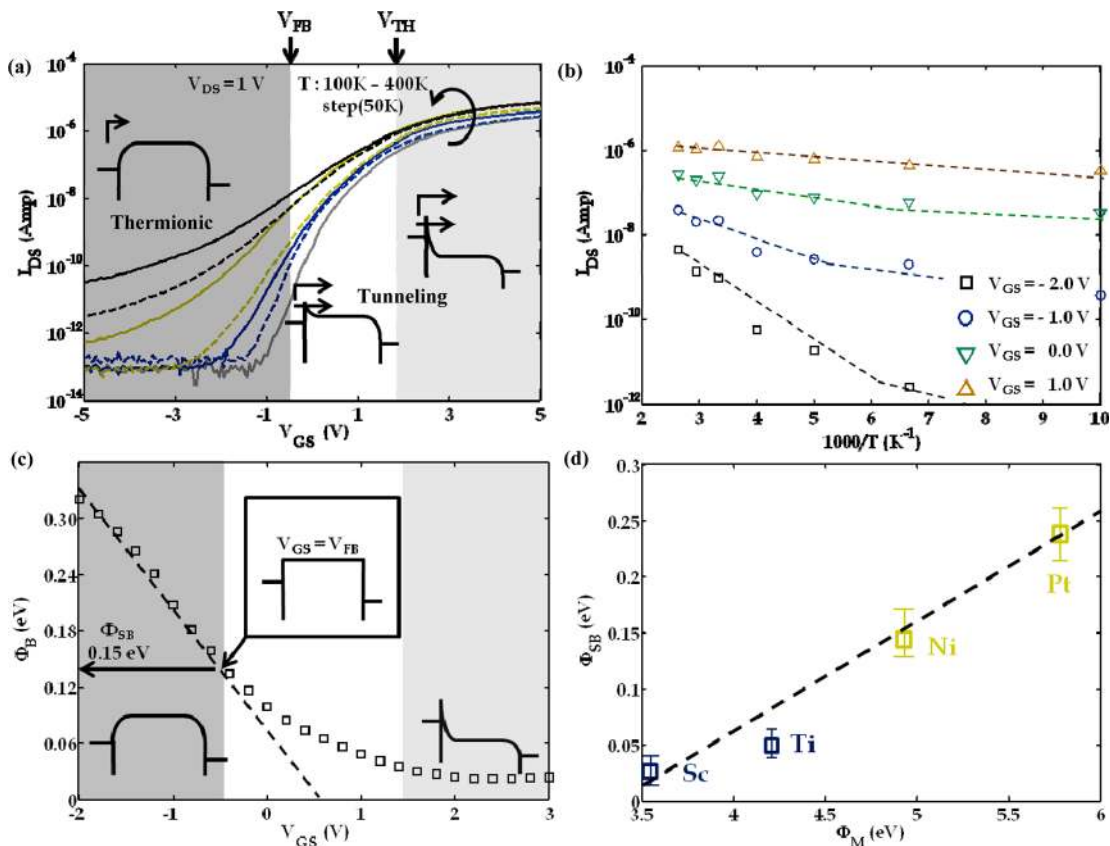 V_FB V_TH
(a)
V_DS = 1 V
T : 100K – 400K
step(50K)
Thermionic
Tunneling
I_DS (Amp)
10^-4
10^-6
10^-8
10^-10
10^-12
10^-14
-5 -3 -1 1 3 5
V_GS (V)
(b)
I_DS (Amp)
10^-4
10^-6
10^-8
10^-10
10^-12
V_GS = - 2.0 V
V_GS = - 1.0 V
V_GS = 0.0 V
V_GS = 1.0 V
2 3 4 5 6 7 8 9 10
1000/T (K^-1)
(c)
Φ_B (eV)
0.30
0.24
0.18
0.12
0.06
0
V_GS = V_FB
Φ_SB
0.15 eV
-2 -1 0 1 2 3
V_GS (V)
(d)
Φ_SB (eV)
0.3
0.25
0.2
0.15
0.1
0.05
0
Pt
Ni
Ti
Sc
3.5 4 4.5 5 5.5 6
Φ_M (eV)